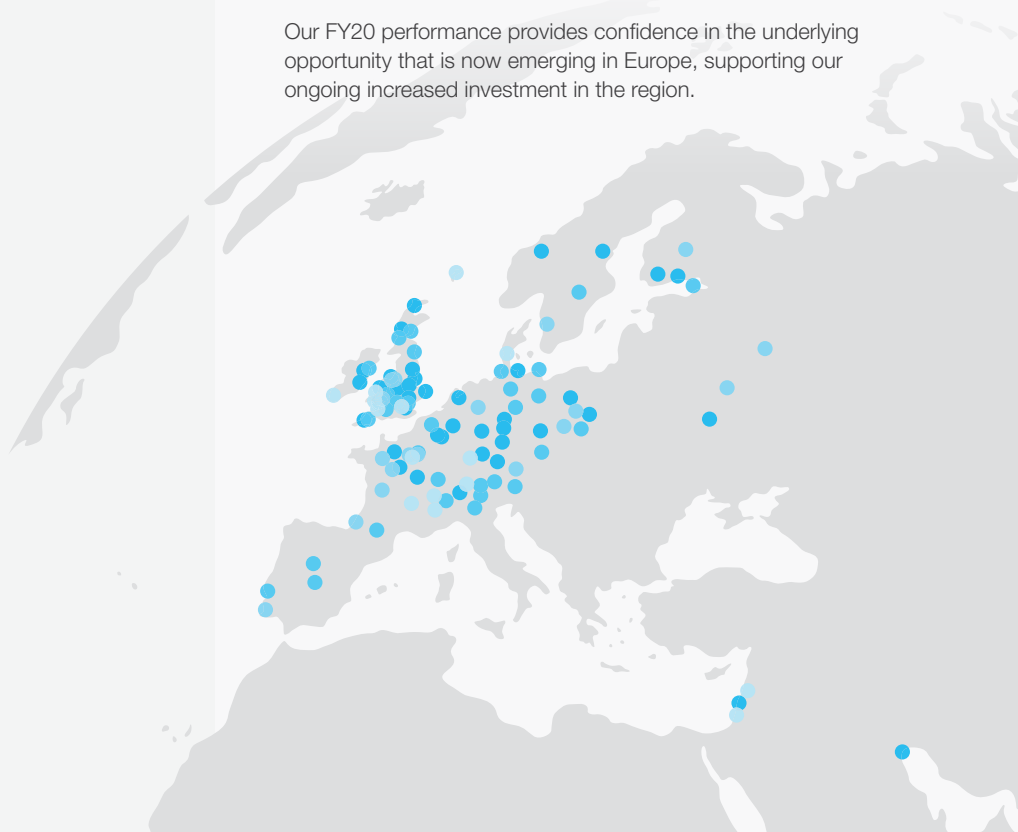 Our FY20 performance provides confidence in the underlying
opportunity that is now emerging in Europe, supporting our
ongoing increased investment in the region.